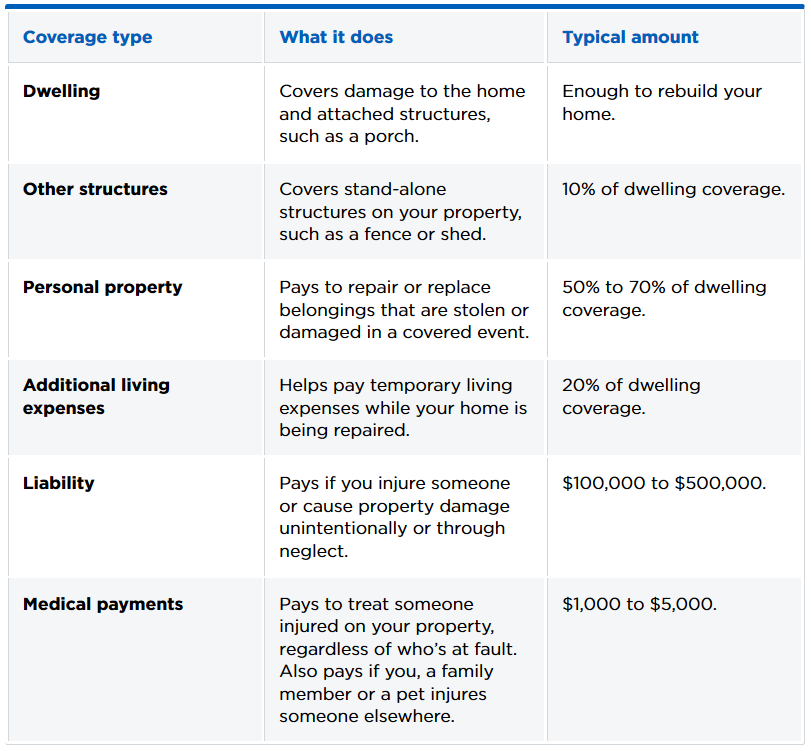 Coverage type
What it does
Typical amount
Dwelling
Covers damage to the home
and attached structures,
such as a porch.
Enough to rebuild your
home.
Other structures
Covers stand-alone
structures on your property,
such as a fence or shed.
10% of dwelling coverage.
Personal property
Pays to repair or replace
belongings that are stolen or
damaged in a covered event.
50% to 70% of dwelling
coverage.
Additional living
expenses
Helps pay temporary living
expenses while your home is
being repaired.
20% of dwelling
coverage.
Liability
Pays if you injure someone
or cause property damage
unintentionally or through
neglect.
$100,000 to $500,000.
Medical payments
Pays to treat someone
injured on your property,
regardless of who’s at fault.
Also pays if you, a family
member or a pet injures
someone elsewhere.
$1,000 to $5,000.